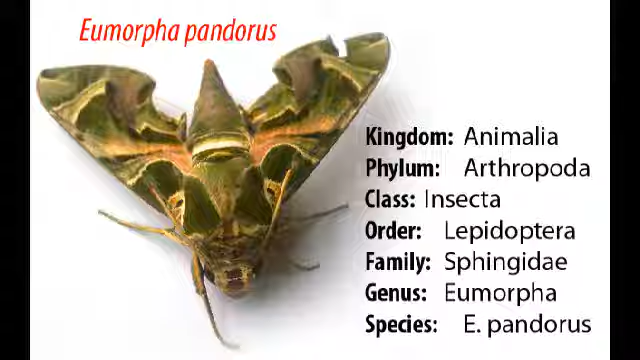 Eumorpha pandorus
Kingdom: Animalia
Phylum: Arthropoda
Class: Insecta
Order: Lepidoptera
Family: Sphingidae
Genus: Eumorpha
Species: E. pandorus